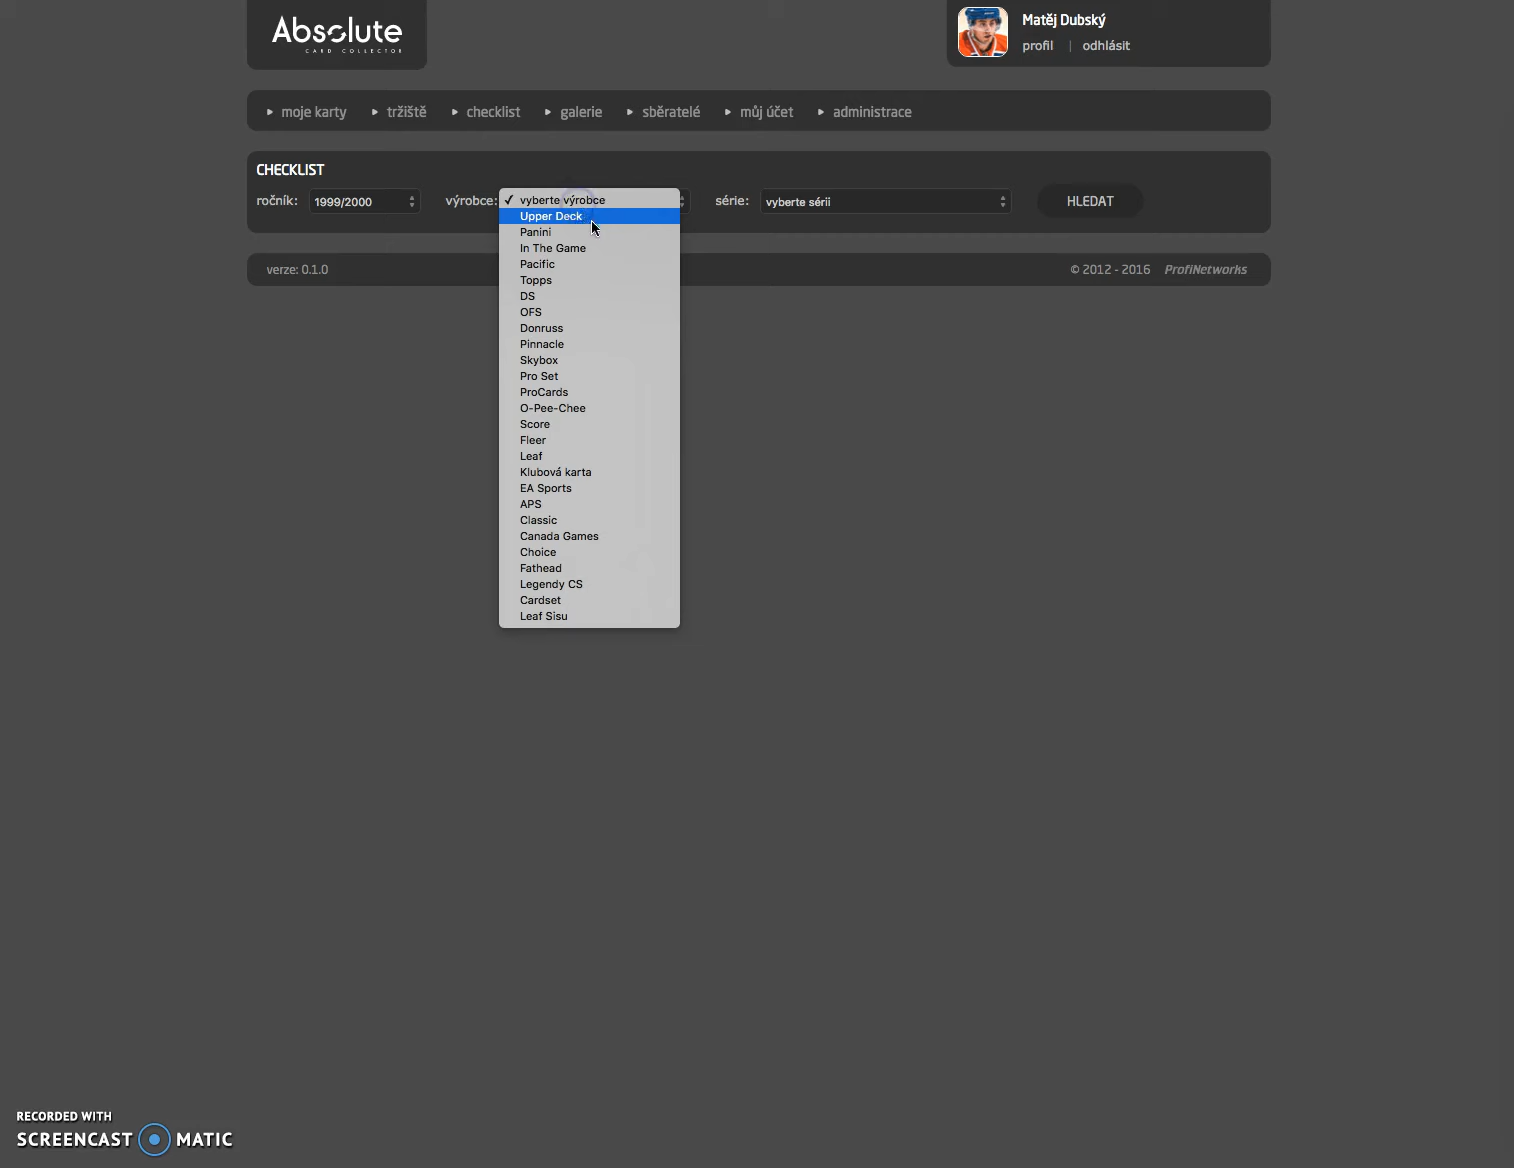 Absolute
CARD COLLECTOR
Matěj Dubský
profil | odhlásit
moje karty tržiště checklist galerie sběratelé můj účet administrace
CHECKLIST
ročník: 1999/2000 výrobce: ✓ vyberte výrobce série: vyberte sérii HLEDAT
Upper Deck
Panini
In The Game
Pacific
Topps
DS
OFS
Donruss
Pinnacle
Skybox
Pro Set
ProCards
O-Pee-Chee
Score
Fleer
Leaf
Klubová karta
EA Sports
APS
Classic
Canada Games
Choice
Fathead
Legendy CS
Cardset
Leaf Sisu
verze: 0.1.0 © 2012 - 2016 ProfiNetworks
RECORDED WITH
SCREENCAST MATIC